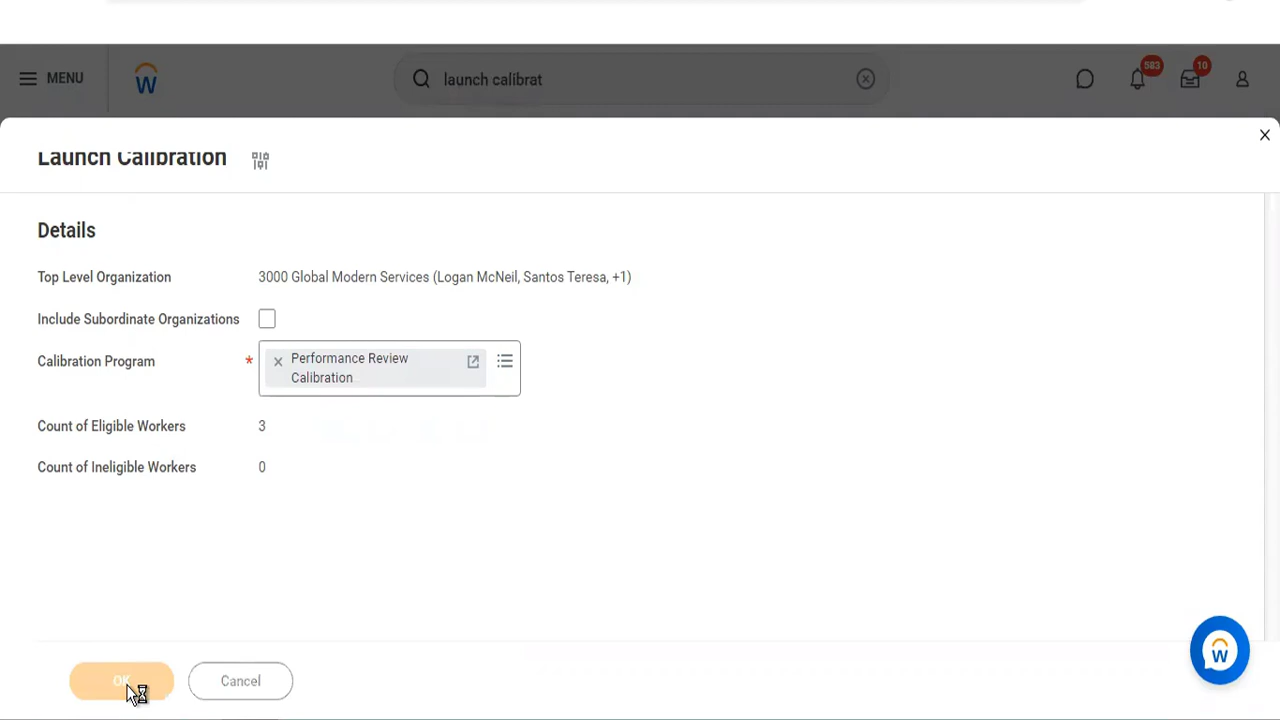 MENU
launch calibrat
583
10
Launch Calibration
Details
Top Level Organization
3000 Global Modern Services (Logan McNeil, Santos Teresa, +1)
Include Subordinate Organizations
Calibration Program
*
Performance Review
Calibration
Count of Eligible Workers
3
Count of Ineligible Workers
0
OK
Cancel